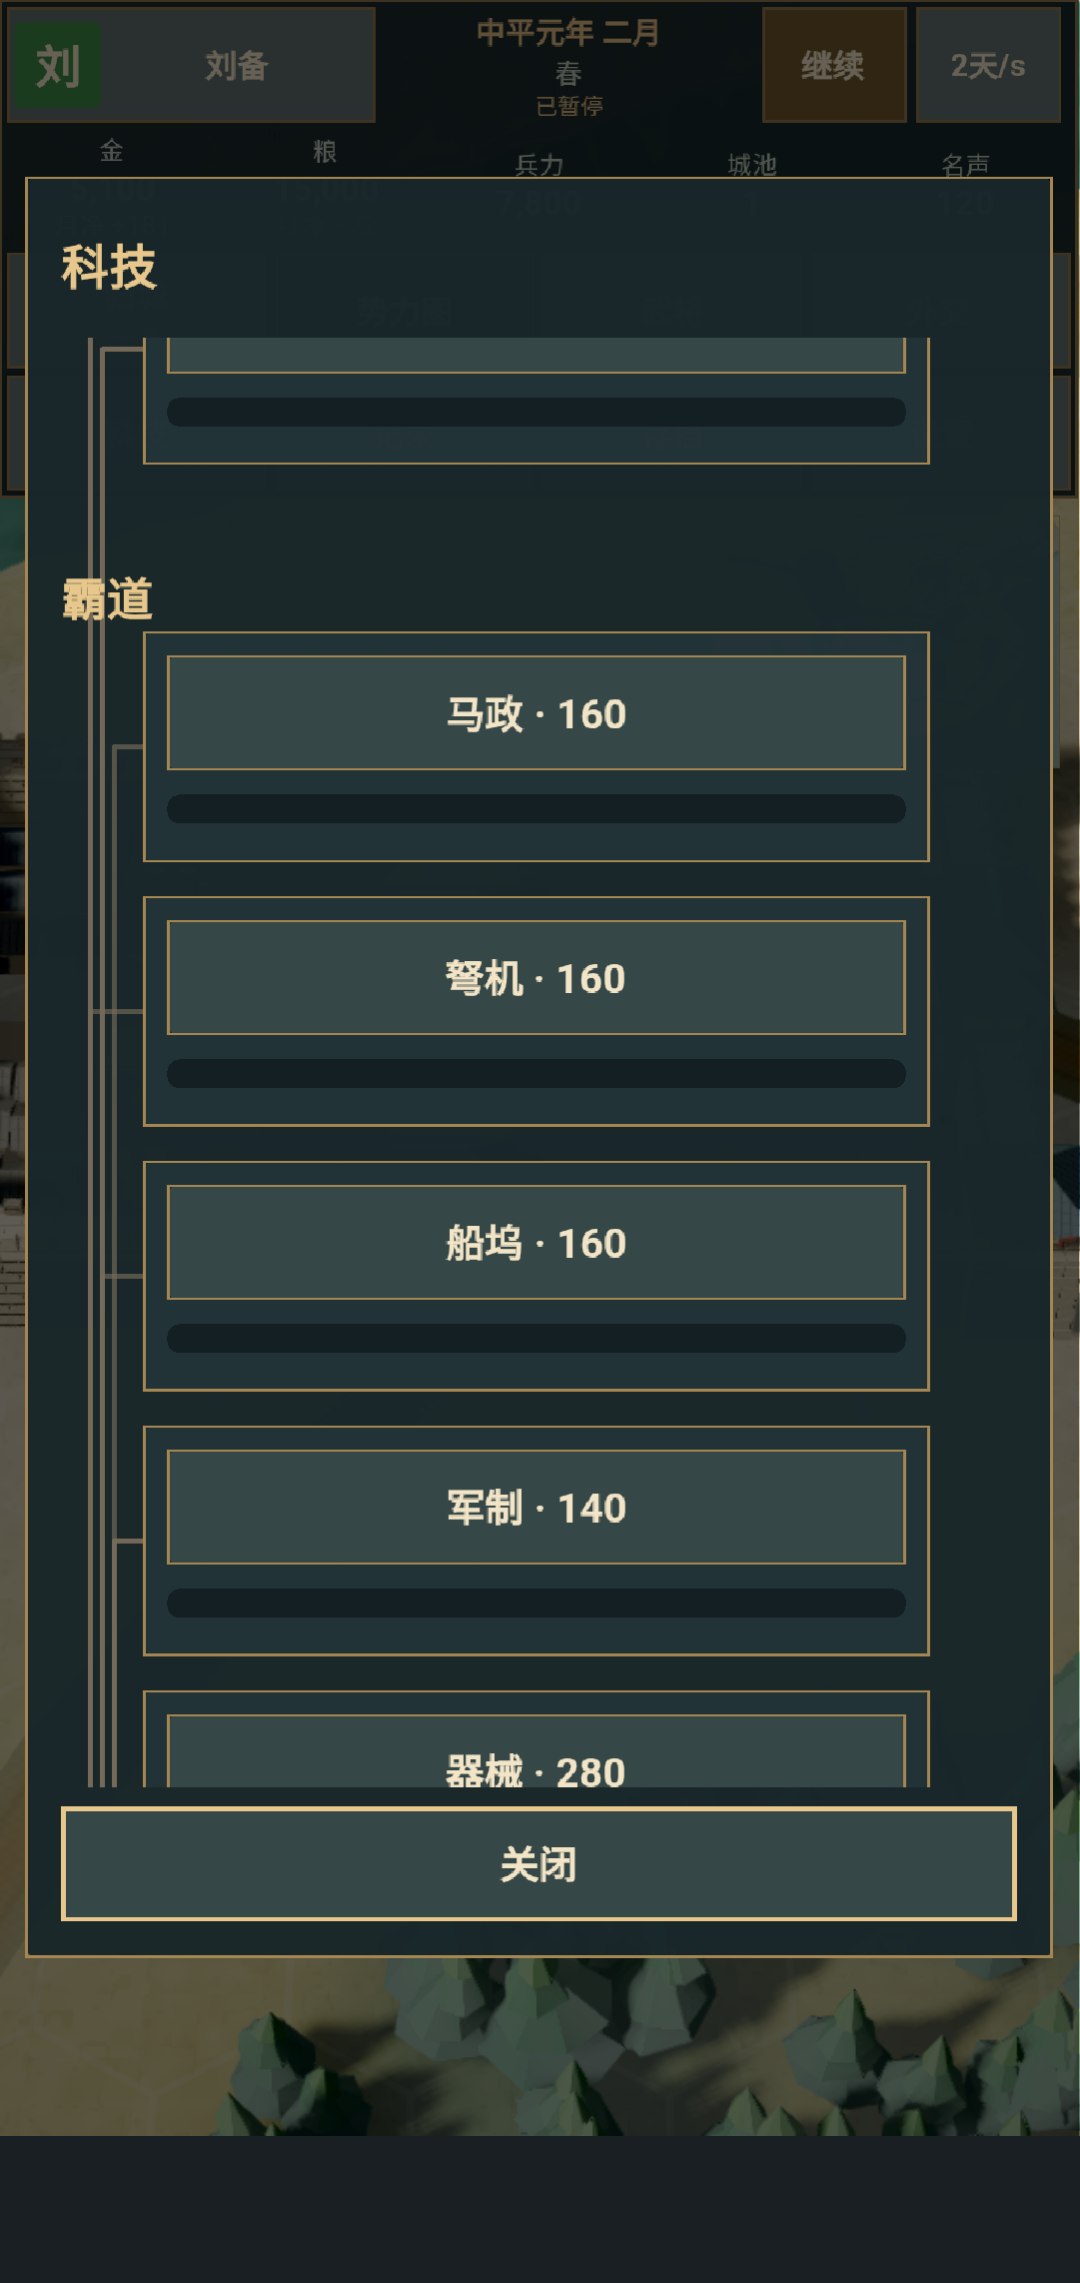 刘
刘备
中平元年 二月
春
已暂停
继续
2天/s
金
粮
兵力
城池
名声
科技
霸道
马政 · 160
弩机 · 160
船坞 · 160
军制 · 140
器械 · 280
关闭